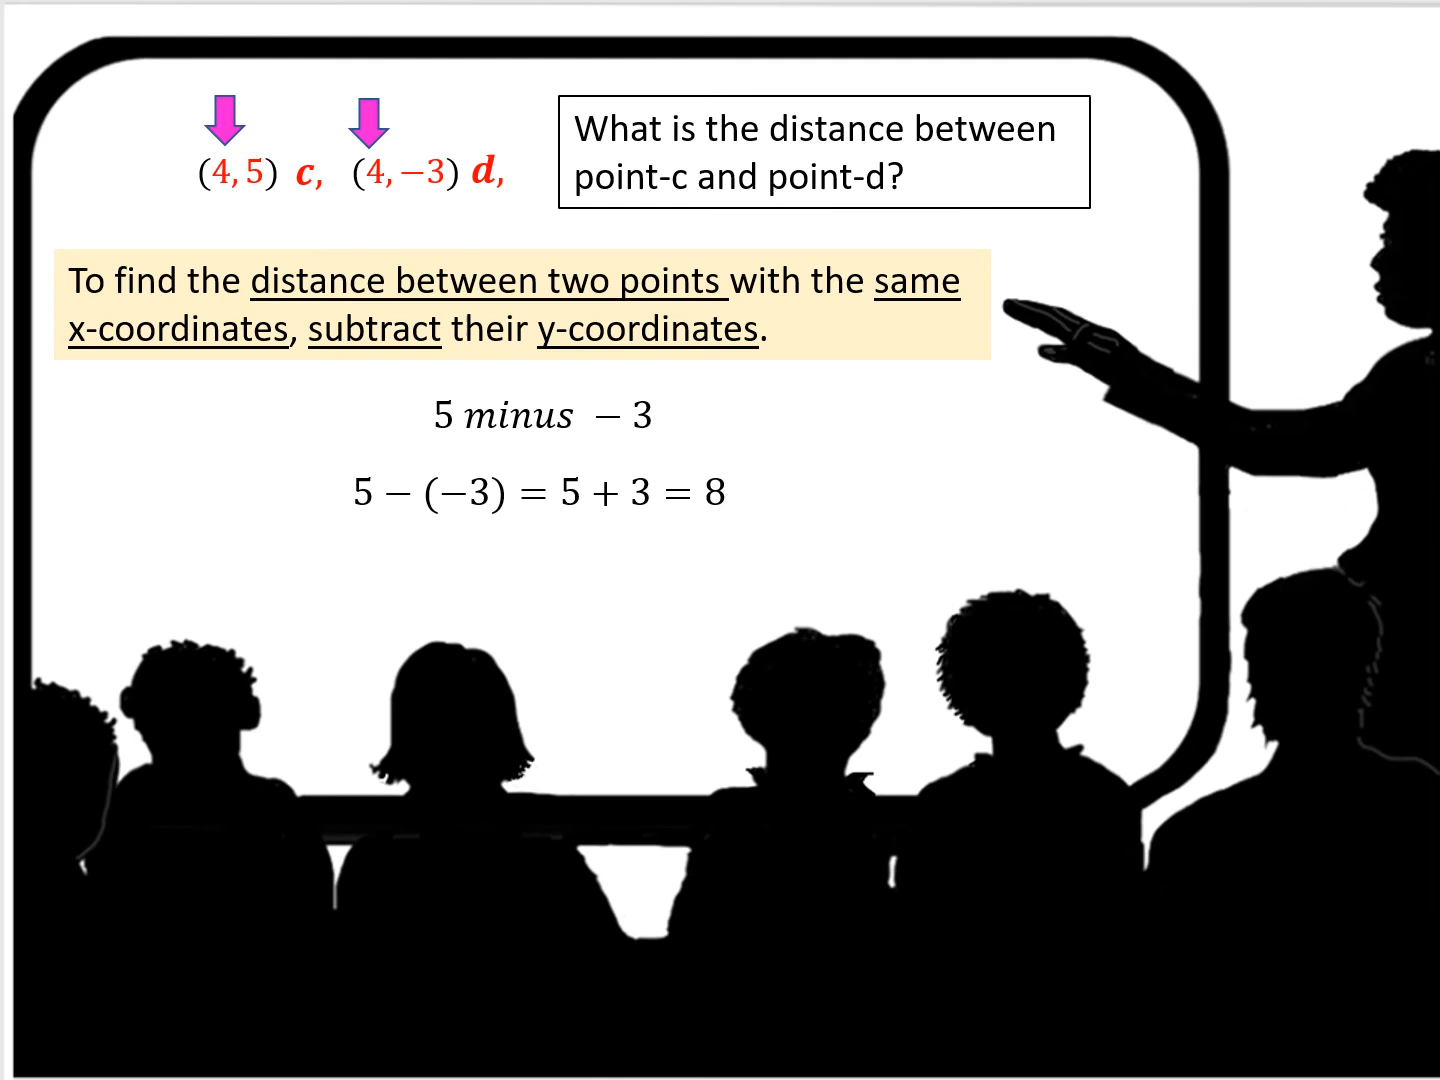 (4, 5) c, (4, −3) d,
What is the distance between
point-c and point-d?
To find the distance between two points with the same
x-coordinates, subtract their y-coordinates.
5 minus − 3
5 − (−3) = 5 + 3 = 8